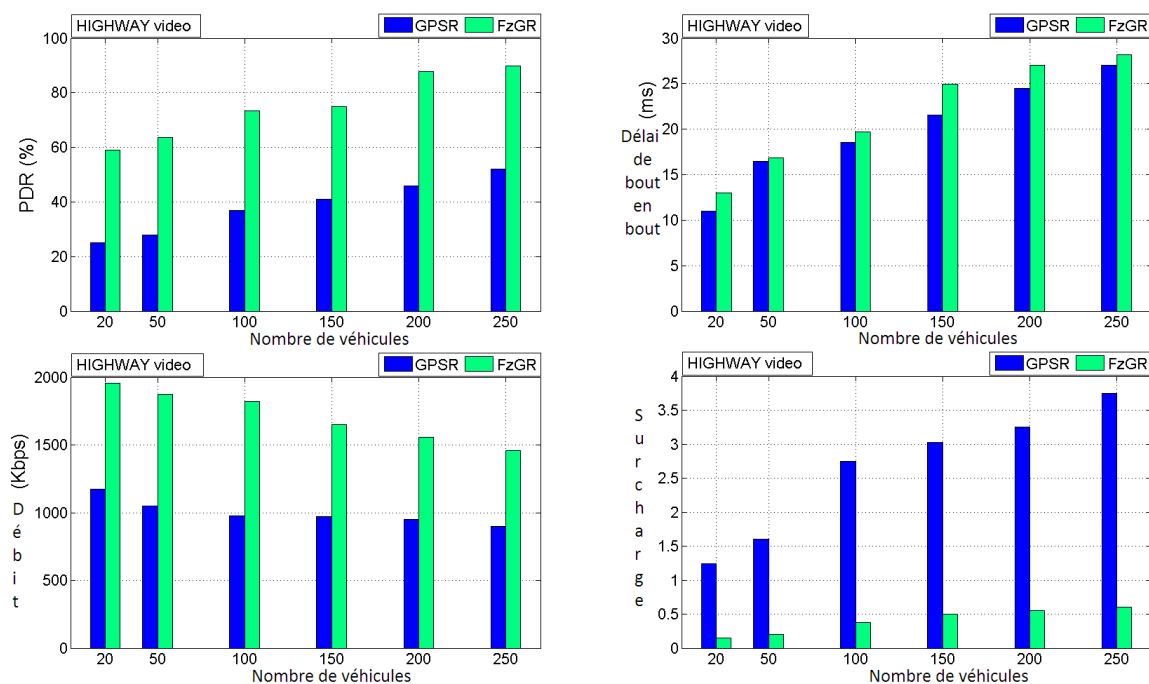 HIGHWAY video
GPSR FzGR
PDR (%)
100
80
60
40
20
0
20 50 100 150 200 250
Nombre de véhicules
HIGHWAY video
GPSR FzGR
(ms)
Délai
de
bout
en
bout
30
25
20
15
10
5
0
20 50 100 150 200 250
Nombre de véhicules
HIGHWAY video
GPSR FzGR
Débit (Kbps)
2000
1500
1000
500
0
20 50 100 150 200 250
Nombre de véhicules
HIGHWAY video
GPSR FzGR
Surcharge
4
3.5
3
2.5
2
1.5
1
0.5
0
20 50 100 150 200 250
Nombre de véhicules